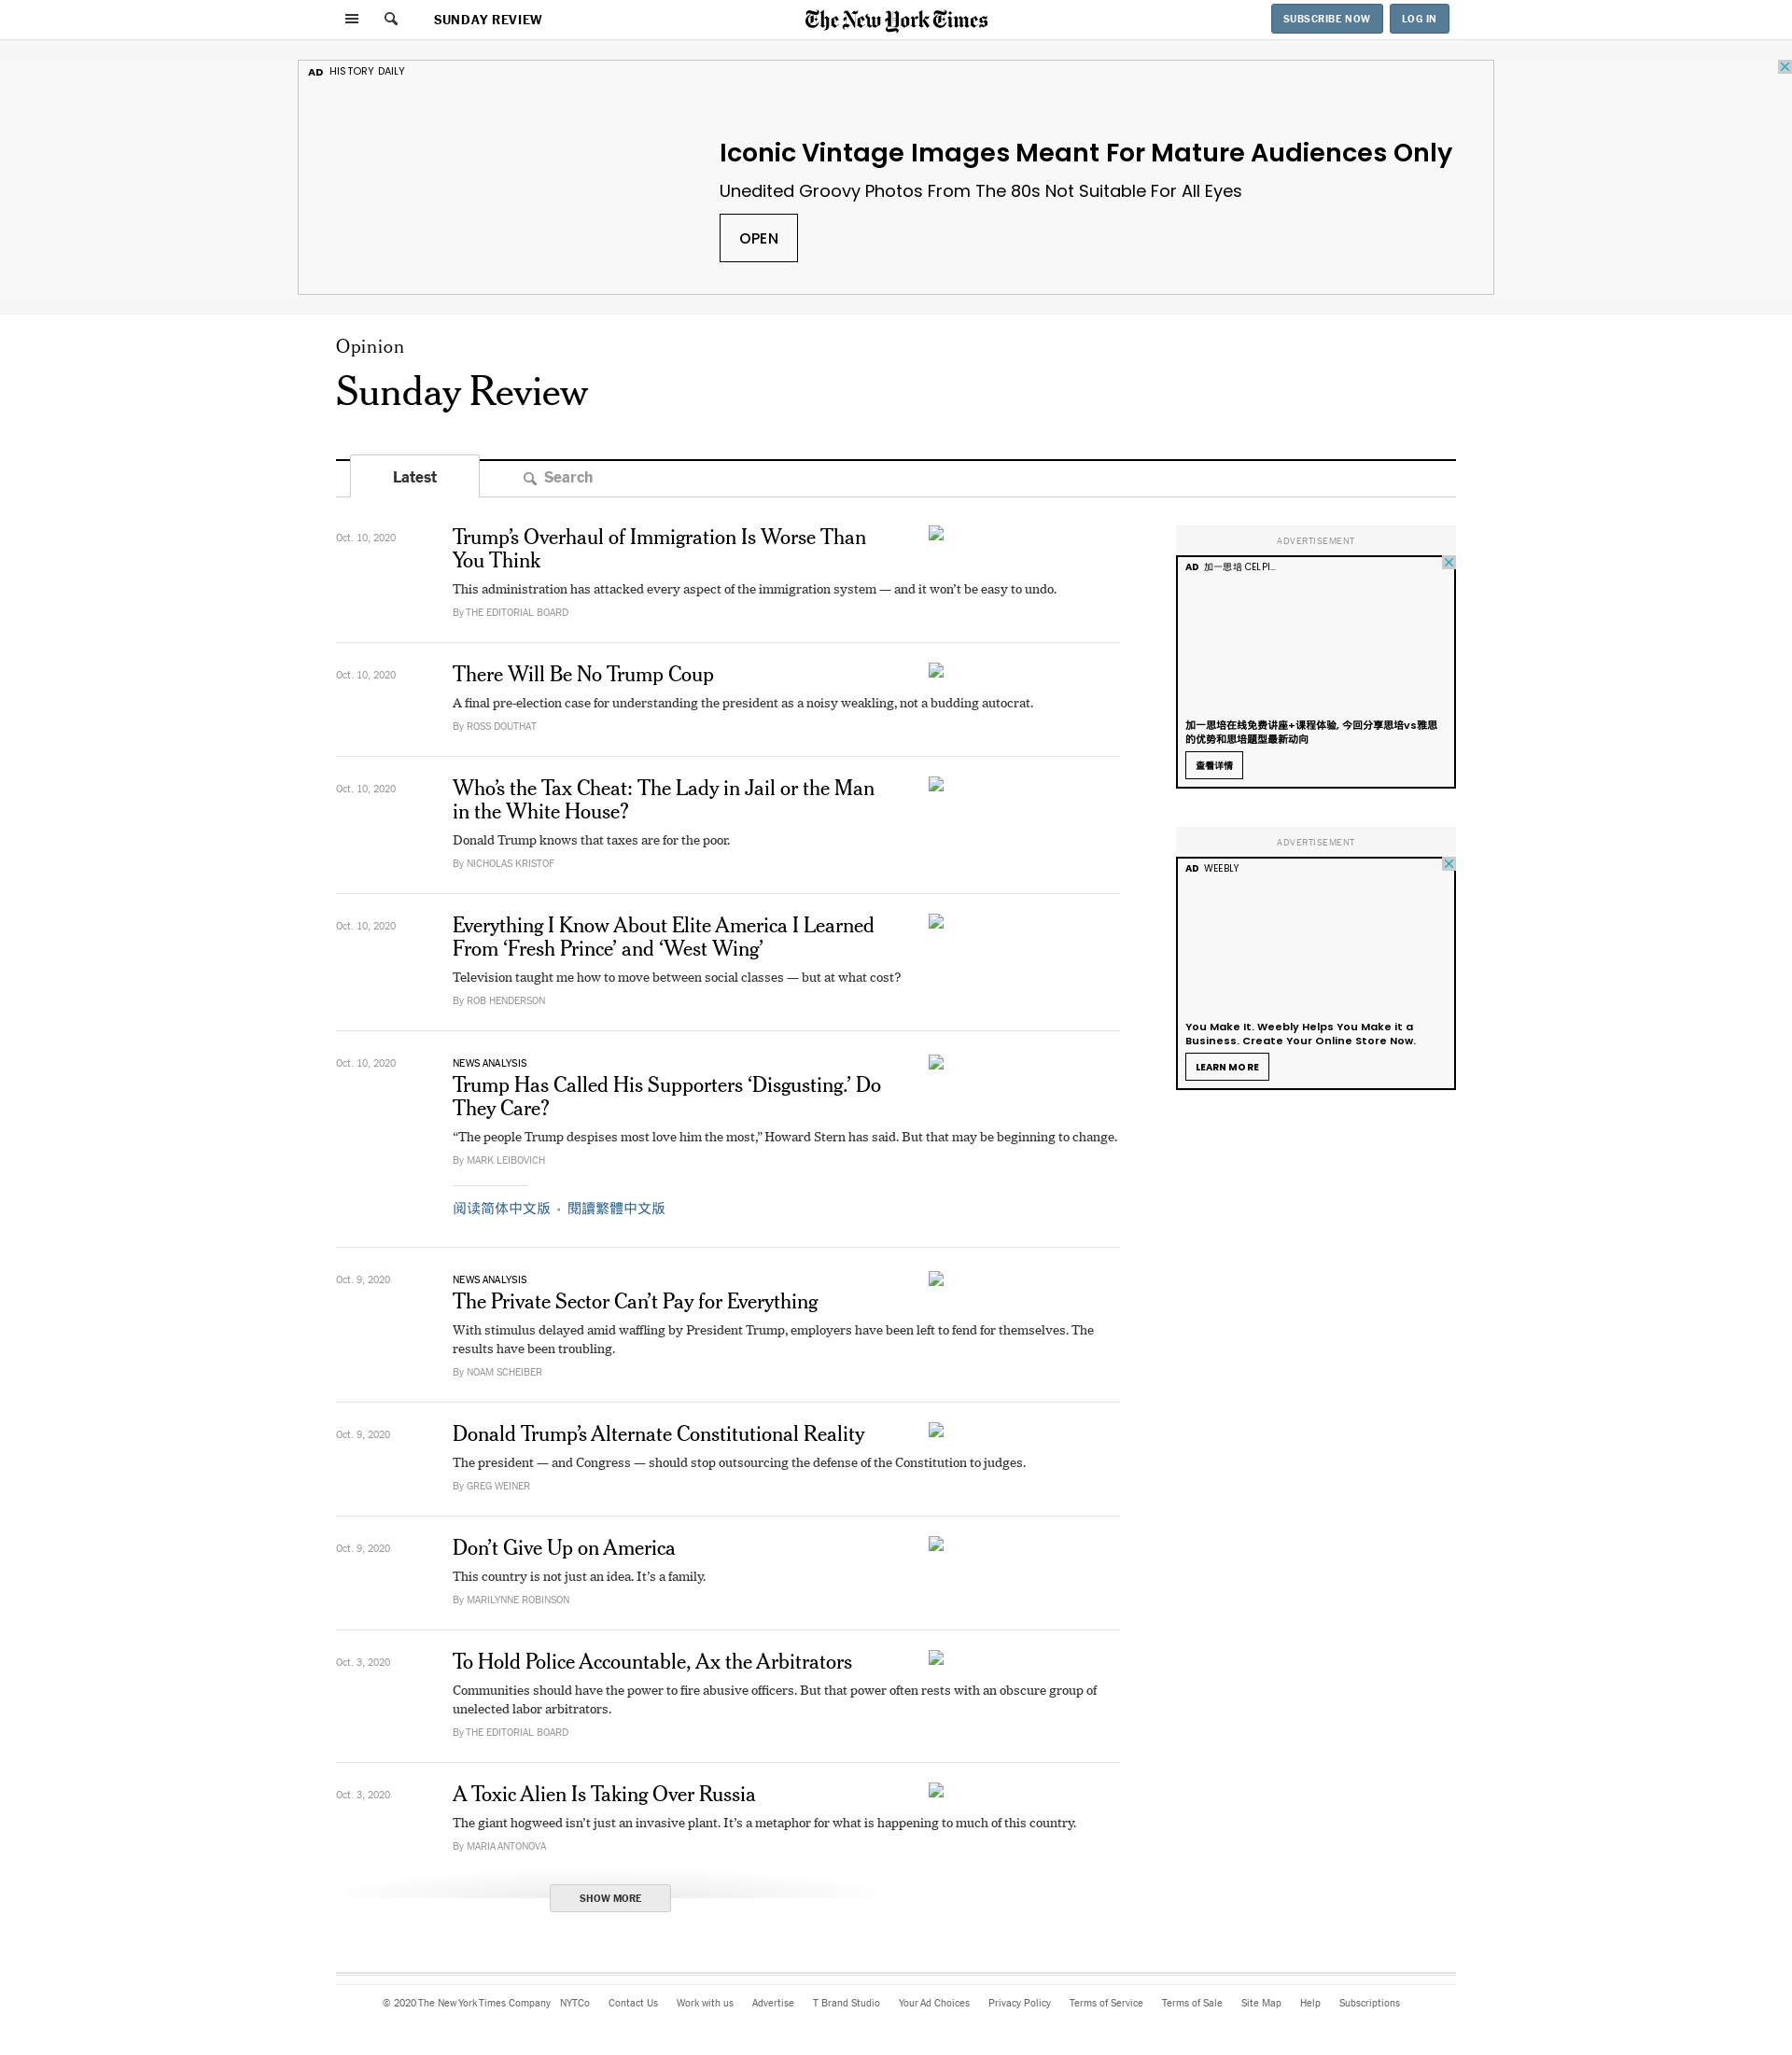 SUNDAY REVIEW
The New York Times
SUBSCRIBE NOW
LOG IN
AD HISTORY DAILY
Iconic Vintage Images Meant For Mature Audiences Only
Unedited Groovy Photos From The 80s Not Suitable For All Eyes
OPEN
Opinion
Sunday Review
Latest
Search
Oct. 10, 2020
Trump’s Overhaul of Immigration Is Worse Than
You Think
This administration has attacked every aspect of the immigration system — and it won’t be easy to undo.
By THE EDITORIAL BOARD
Oct. 10, 2020
There Will Be No Trump Coup
A final pre-election case for understanding the president as a noisy weakling, not a budding autocrat.
By ROSS DOUTHAT
Oct. 10, 2020
Who’s the Tax Cheat: The Lady in Jail or the Man
in the White House?
Donald Trump knows that taxes are for the poor.
By NICHOLAS KRISTOF
Oct. 10, 2020
Everything I Know About Elite America I Learned
From ‘Fresh Prince’ and ‘West Wing’
Television taught me how to move between social classes — but at what cost?
By ROB HENDERSON
Oct. 10, 2020
NEWS ANALYSIS
Trump Has Called His Supporters ‘Disgusting.’ Do
They Care?
“The people Trump despises most love him the most,” Howard Stern has said. But that may be beginning to change.
By MARK LEIBOVICH
阅读简体中文版 • 閱讀繁體中文版
Oct. 9, 2020
NEWS ANALYSIS
The Private Sector Can’t Pay for Everything
With stimulus delayed amid waffling by President Trump, employers have been left to fend for themselves. The
results have been troubling.
By NOAM SCHEIBER
Oct. 9, 2020
Donald Trump’s Alternate Constitutional Reality
The president — and Congress — should stop outsourcing the defense of the Constitution to judges.
By GREG WEINER
Oct. 9, 2020
Don’t Give Up on America
This country is not just an idea. It’s a family.
By MARILYNNE ROBINSON
Oct. 3, 2020
To Hold Police Accountable, Ax the Arbitrators
Communities should have the power to fire abusive officers. But that power often rests with an obscure group of
unelected labor arbitrators.
By THE EDITORIAL BOARD
Oct. 3, 2020
A Toxic Alien Is Taking Over Russia
The giant hogweed isn’t just an invasive plant. It’s a metaphor for what is happening to much of this country.
By MARIA ANTONOVA
SHOW MORE
ADVERTISEMENT
AD 加一思培 CELPI...
加一思培在线免费讲座+课程体验, 今回分享思培vs雅思
的优势和思培题型最新动向
查看详情
ADVERTISEMENT
AD WEEBLY
You Make It. Weebly Helps You Make it a
Business. Create Your Online Store Now.
LEARN MORE
© 2020 The New York Times Company NYTCo Contact Us Work with us Advertise T Brand Studio Your Ad Choices Privacy Policy Terms of Service Terms of Sale Site Map Help Subscriptions